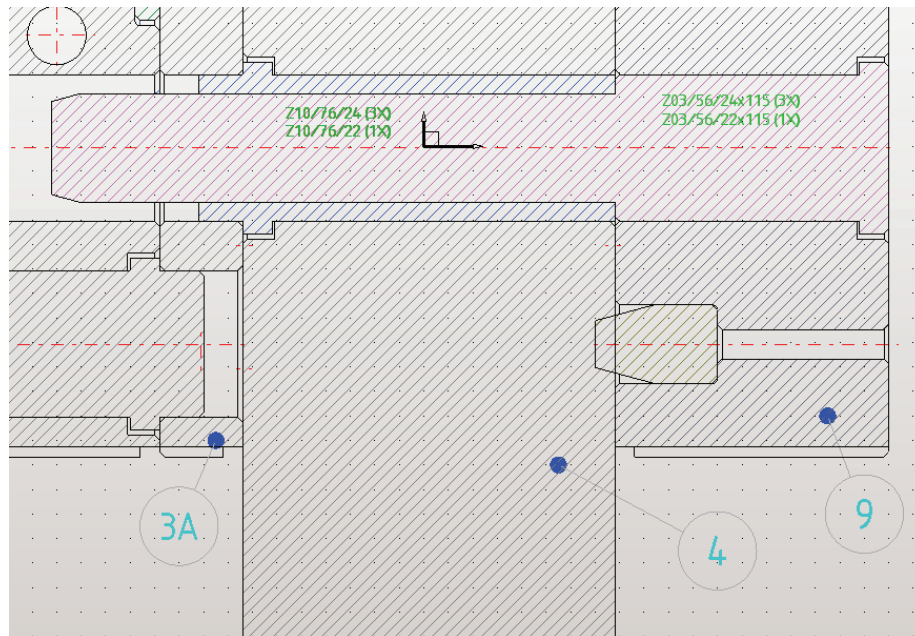 Z10/76/24 (3X)
Z10/76/22 (1X)
Z03/56/24x115 (3X)
Z03/56/22x115 (1X)
3A
4
9